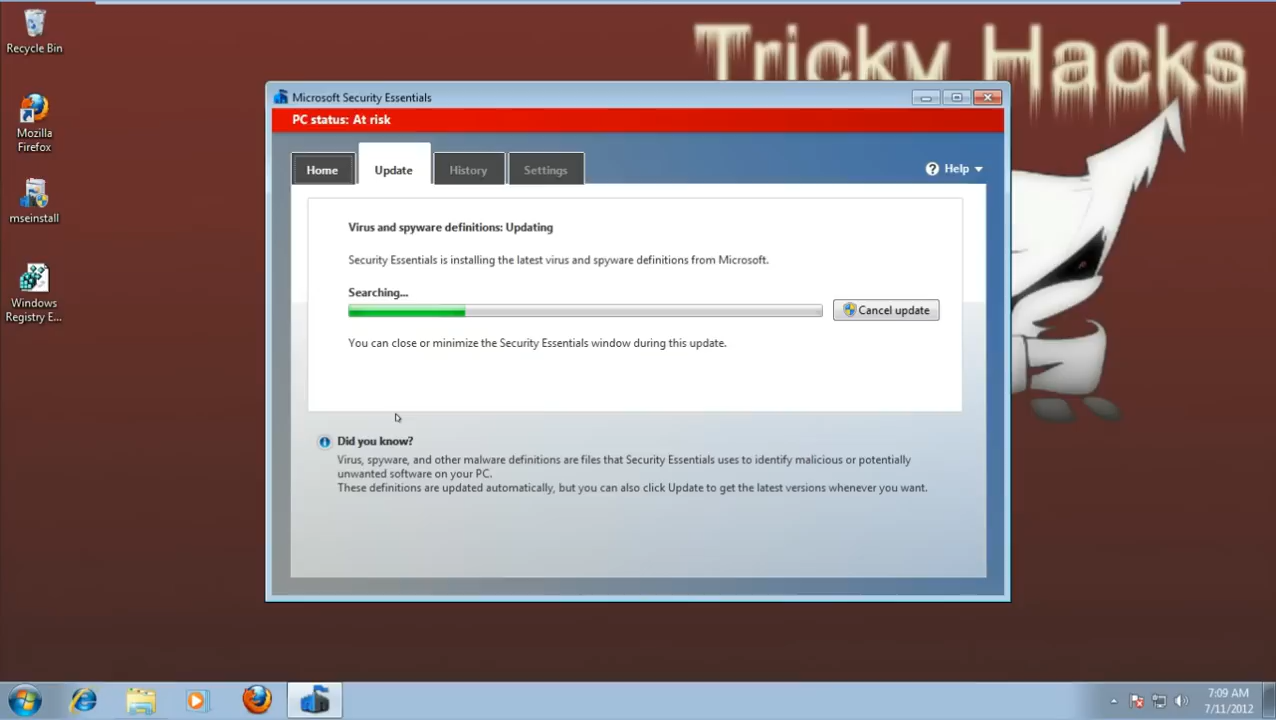 Tricky Hacks
Recycle Bin
Mozilla
Firefox
mseinstall
Windows
Registry E...
Microsoft Security Essentials
PC status: At risk
Home
Update
History
Settings
? Help
Virus and spyware definitions: Updating
Security Essentials is installing the latest virus and spyware definitions from Microsoft.
Searching...
Cancel update
You can close or minimize the Security Essentials window during this update.
Did you know?
Virus, spyware, and other malware definitions are files that Security Essentials uses to identify malicious or potentially
unwanted software on your PC.
These definitions are updated automatically, but you can also click Update to get the latest versions whenever you want.
7:09 AM
7/11/2012